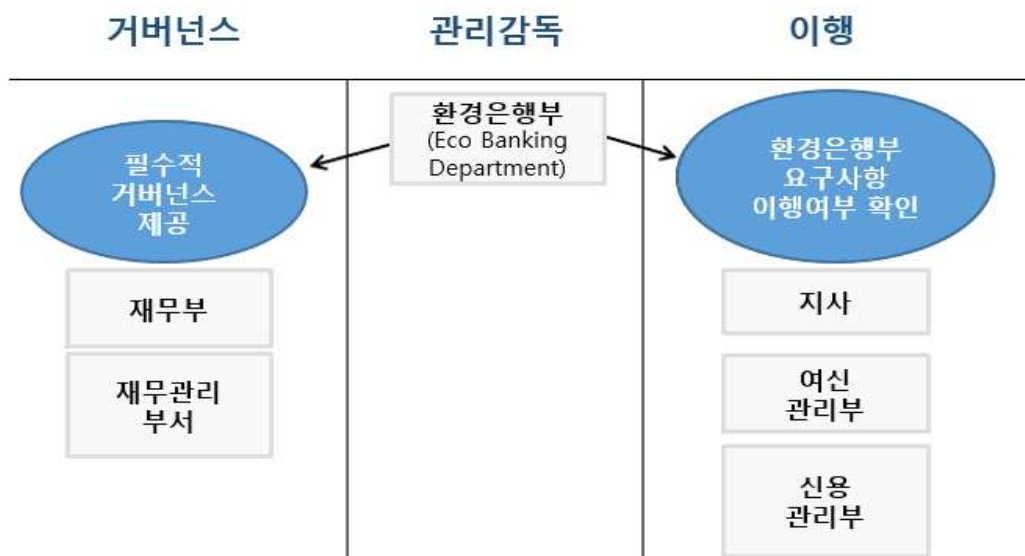 거버넌스
관리감독
이행
필수적
거버넌스
제공
재무부
재무관리
부서
환경은행부
(Eco Banking
Department)
환경은행부
요구사항
이행여부 확인
지사
여신
관리부
신용
관리부